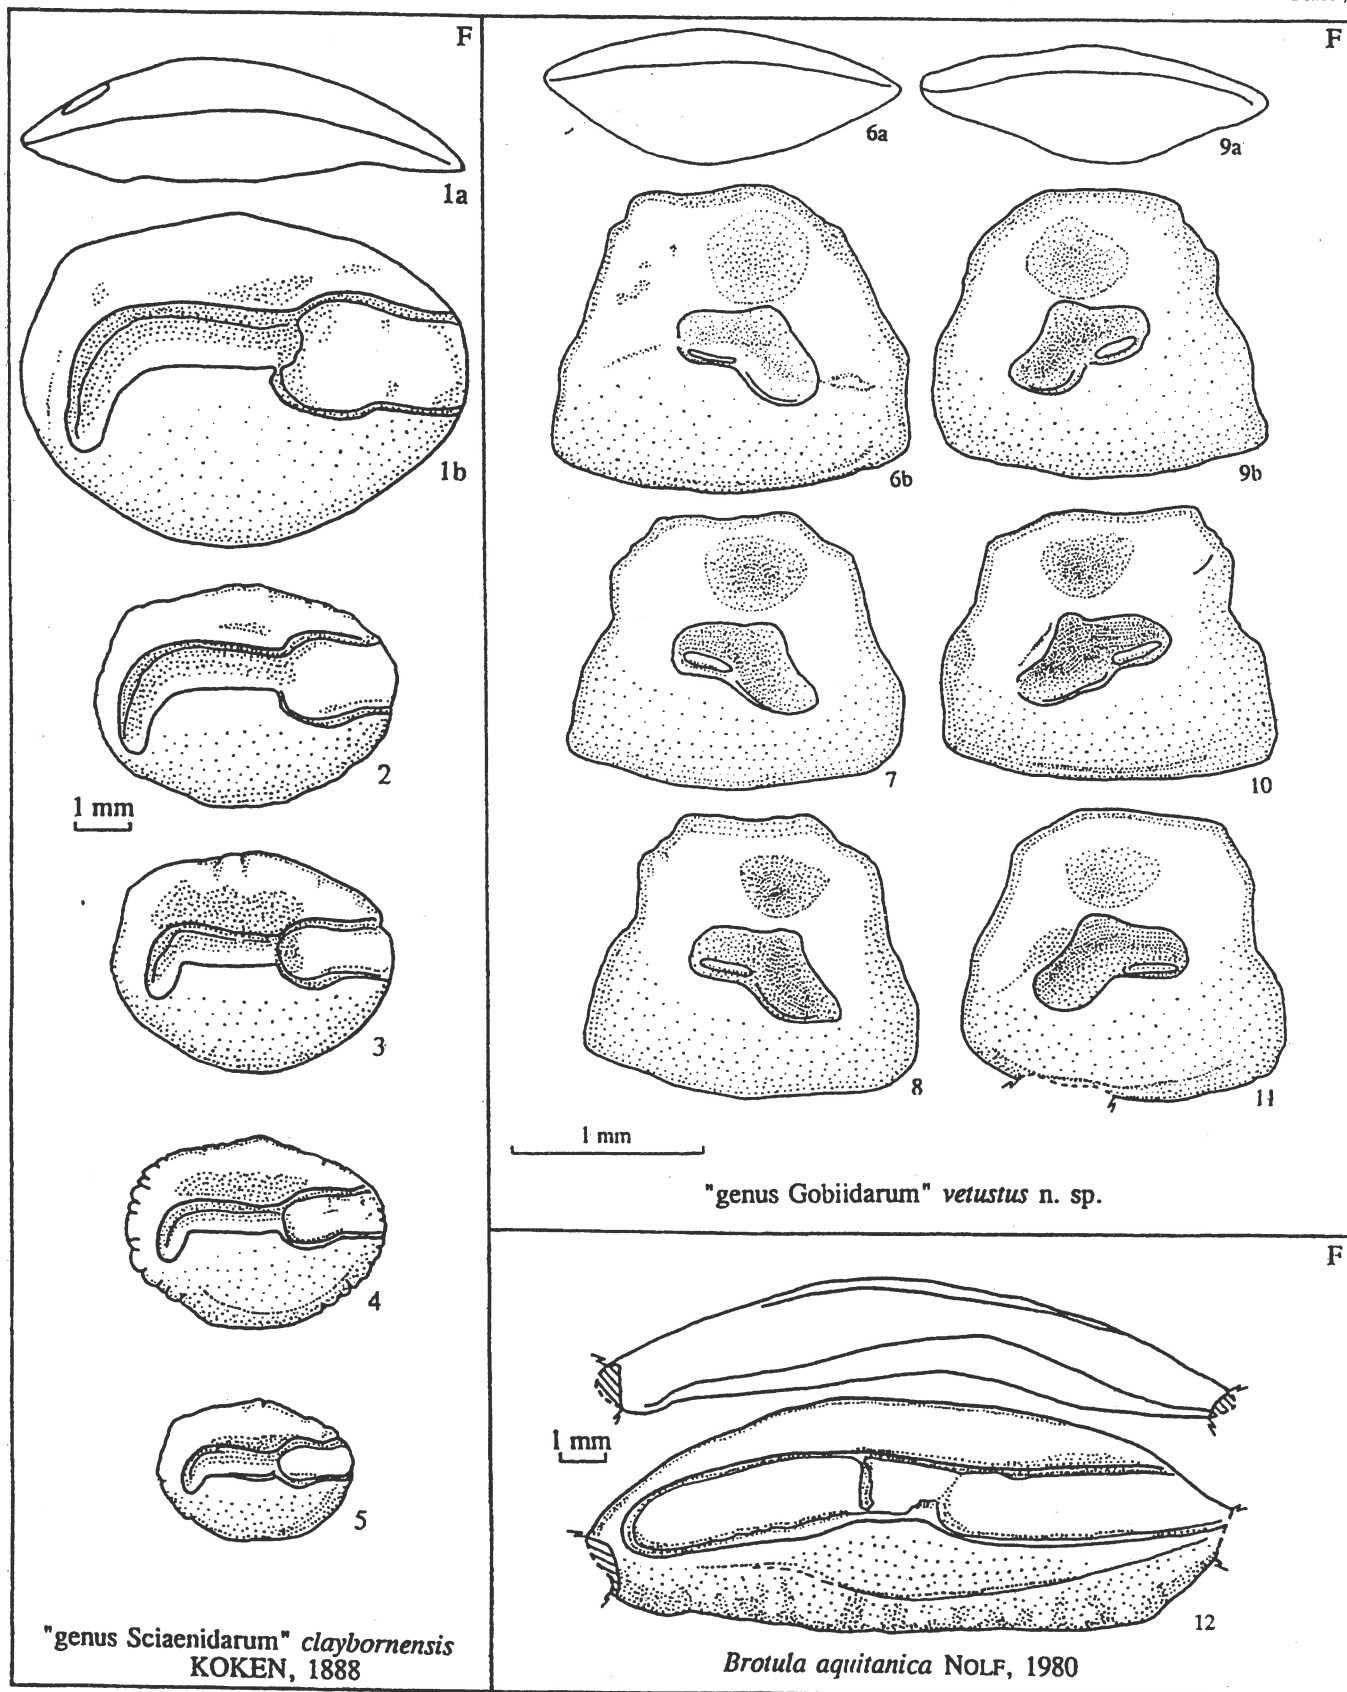 F
1a
1b
2
1 mm
3
4
5
"genus Sciaenidarum" claybornensis
KOKEN, 1888
F
6a
9a
6b
9b
7
10
8
11
1 mm
"genus Gobiidarum" vetustus n. sp.
F
1 mm
12
Brotula aquitanica NOLF, 1980